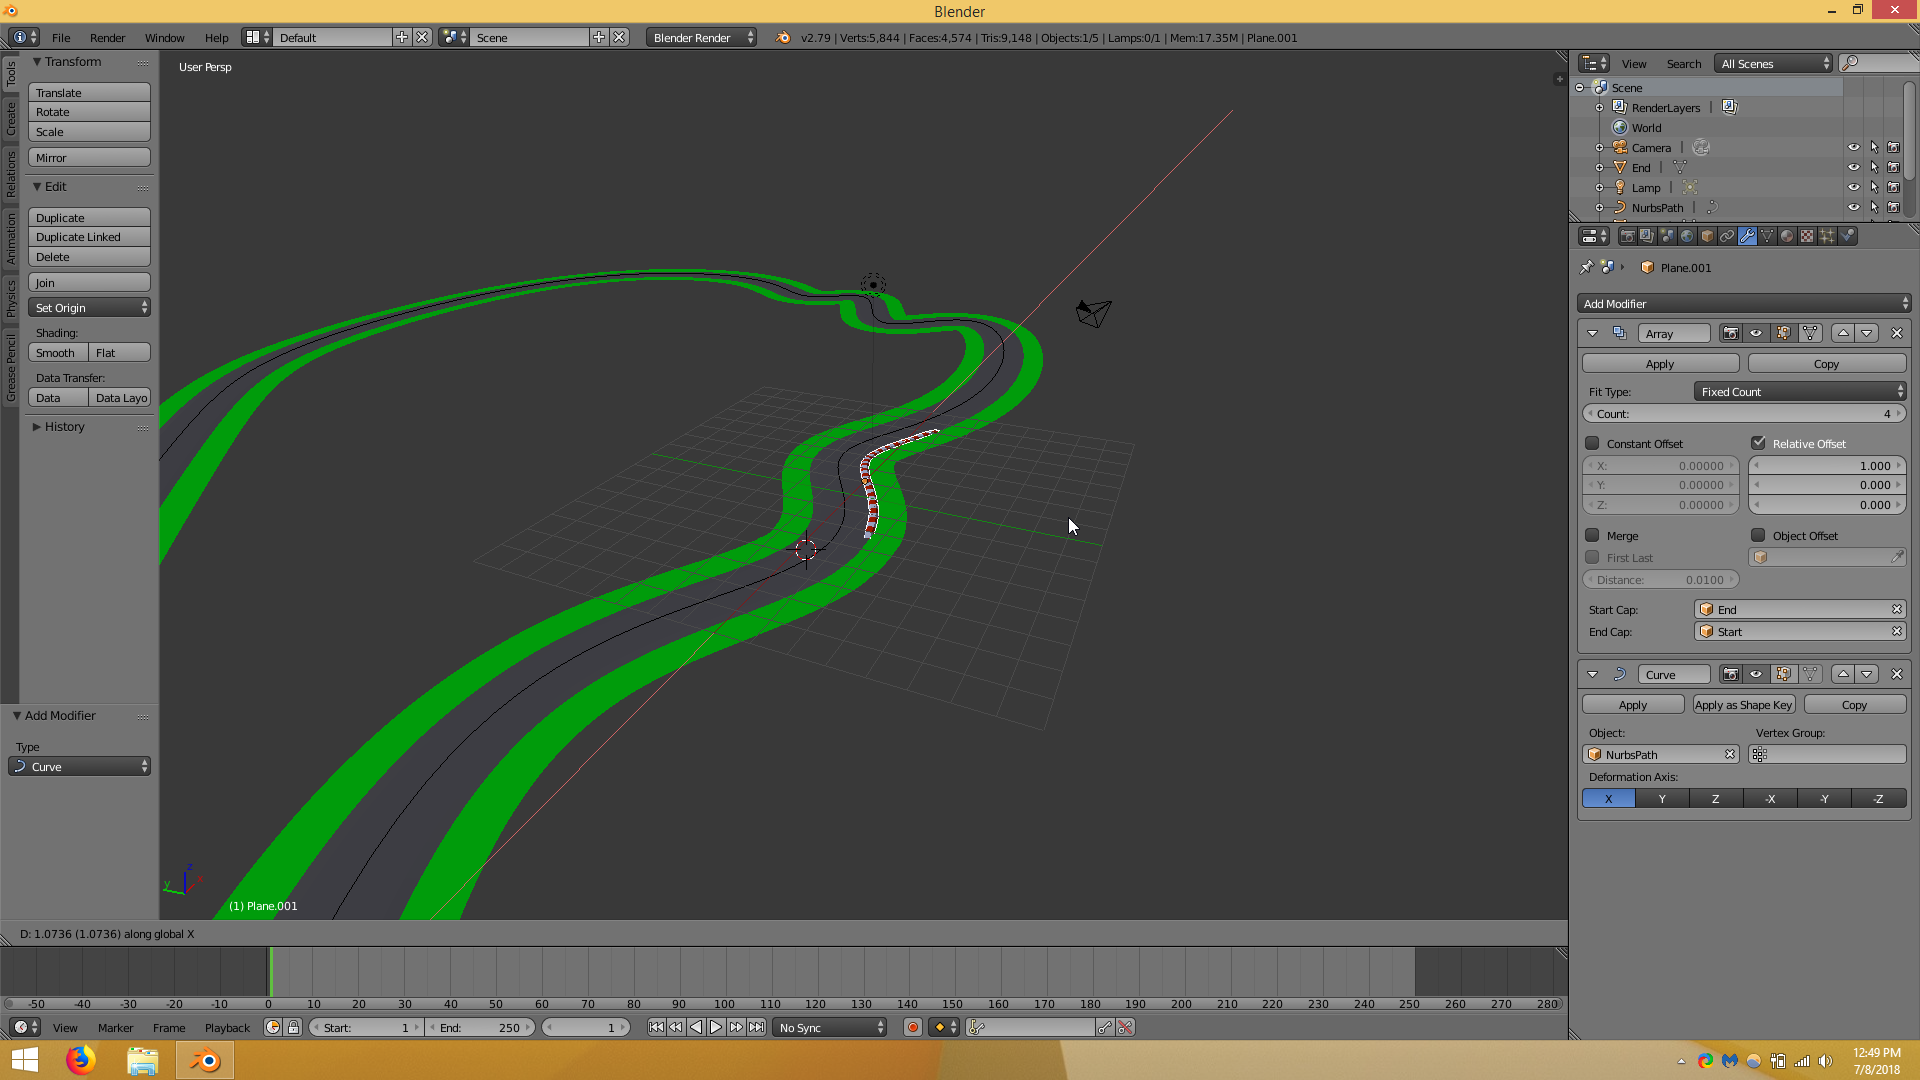 Blender
File Render Window Help Default Scene Blender Render v2.79 | Verts:5,844 | Faces:4,574 | Tris:9,148 | Objects:1/5 | Lamps:0/1 | Mem:17.35M | Plane.001
Tools
Create
Relations
Animation
Physics
Grease Pencil
Transform
Translate
Rotate
Scale
Mirror
Edit
Duplicate
Duplicate Linked
Delete
Join
Set Origin
Shading:
Smooth Flat
Data Transfer:
Data Data Layo
History
Add Modifier
Type
Curve
User Persp
z
y
x
(1) Plane.001
D: 1.0736 (1.0736) along global X
View Search All Scenes
Scene
RenderLayers |
World
Camera |
End |
Lamp |
NurbsPath |
Plane.001
Add Modifier
Array
Apply Copy
Fit Type: Fixed Count
Count: 4
Constant Offset Relative Offset
X: 0.00000 1.000
Y: 0.00000 0.000
Z: 0.00000 0.000
Merge Object Offset
First Last
Distance: 0.0100
Start Cap: End
End Cap: Start
Curve
Apply Apply as Shape Key Copy
Object: Vertex Group:
NurbsPath
Deformation Axis:
X Y Z -X -Y -Z
-50 -40 -30 -20 -10 0 10 20 30 40 50 60 70 80 90 100 110 120 130 140 150 160 170 180 190 200 210 220 230 240 250 260 270 280
View Marker Frame Playback Start: 1 End: 250 1 No Sync
12:49 PM
7/8/2018